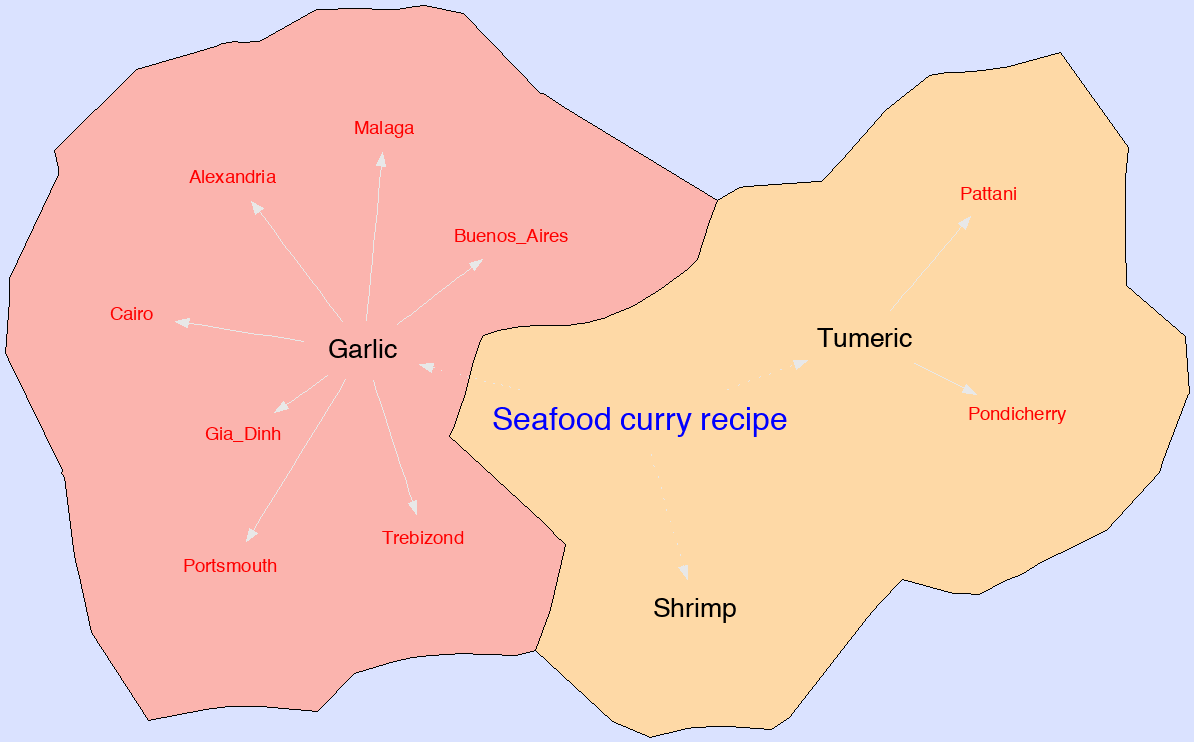 Malaga
Alexandria
Pattani
Buenos_Aires
Cairo
Tumeric
Garlic
Pondicherry
Seafood curry recipe
Gia_Dinh
Trebizond
Portsmouth
Shrimp